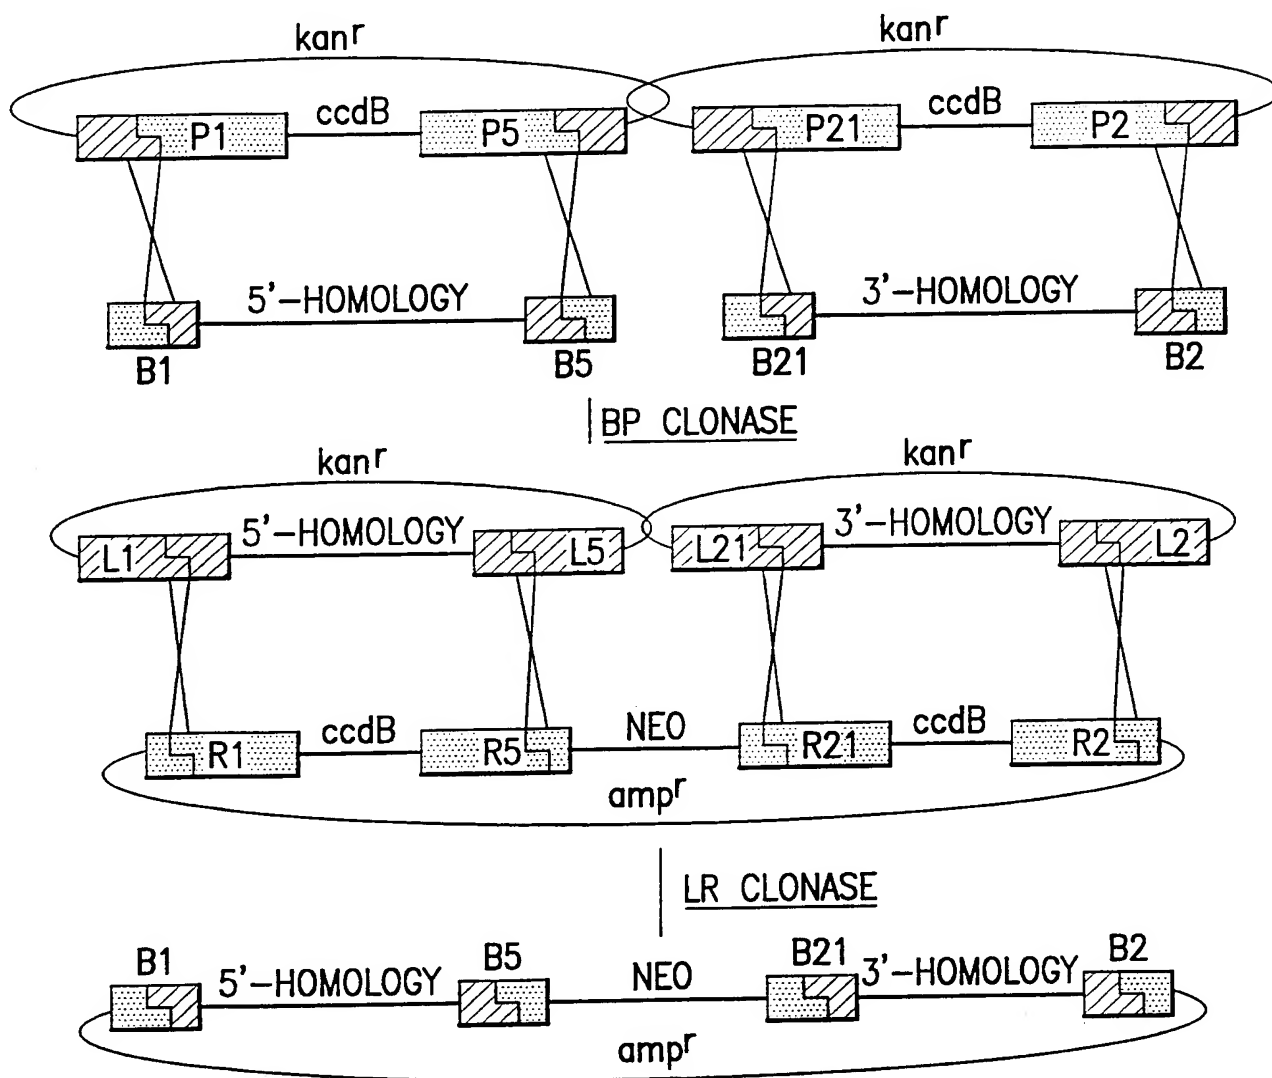 kanr kanr
P1 ccdB P5 P21 ccdB P2
5'-HOMOLOGY 3'-HOMOLOGY
B1 B5 B21 B2
BP CLONASE
kanr kanr
L1 5'-HOMOLOGY L5 L21 3'-HOMOLOGY L2
R1 ccdB R5 NEO R21 ccdB R2
ampr
LR CLONASE
B1 5'-HOMOLOGY B5 NEO B21 3'-HOMOLOGY B2
ampr